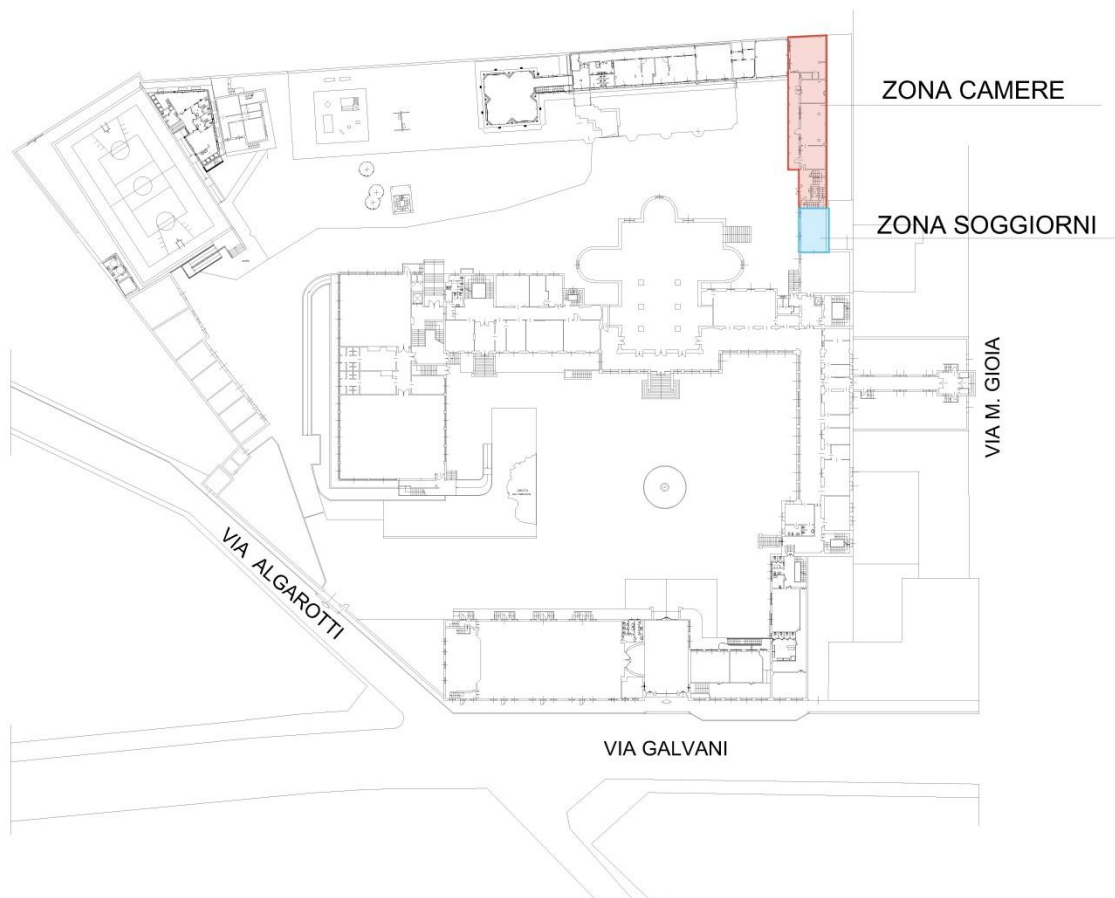 ZONA CAMERE
ZONA SOGGIORNI
VIA M. GIOIA
VIA ALGAROTTI
VIA GALVANI